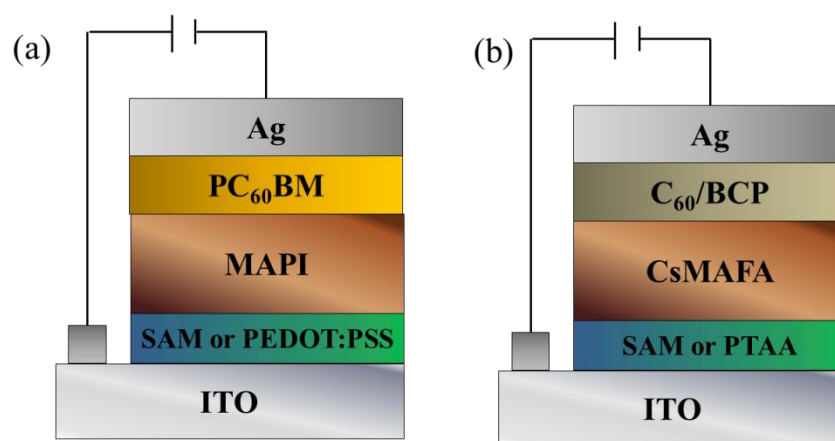 (a)
Ag
PC₆₀BM
MAPI
SAM or PEDOT:PSS
ITO
(b)
Ag
C₆₀/BCP
CsMAFA
SAM or PTAA
ITO